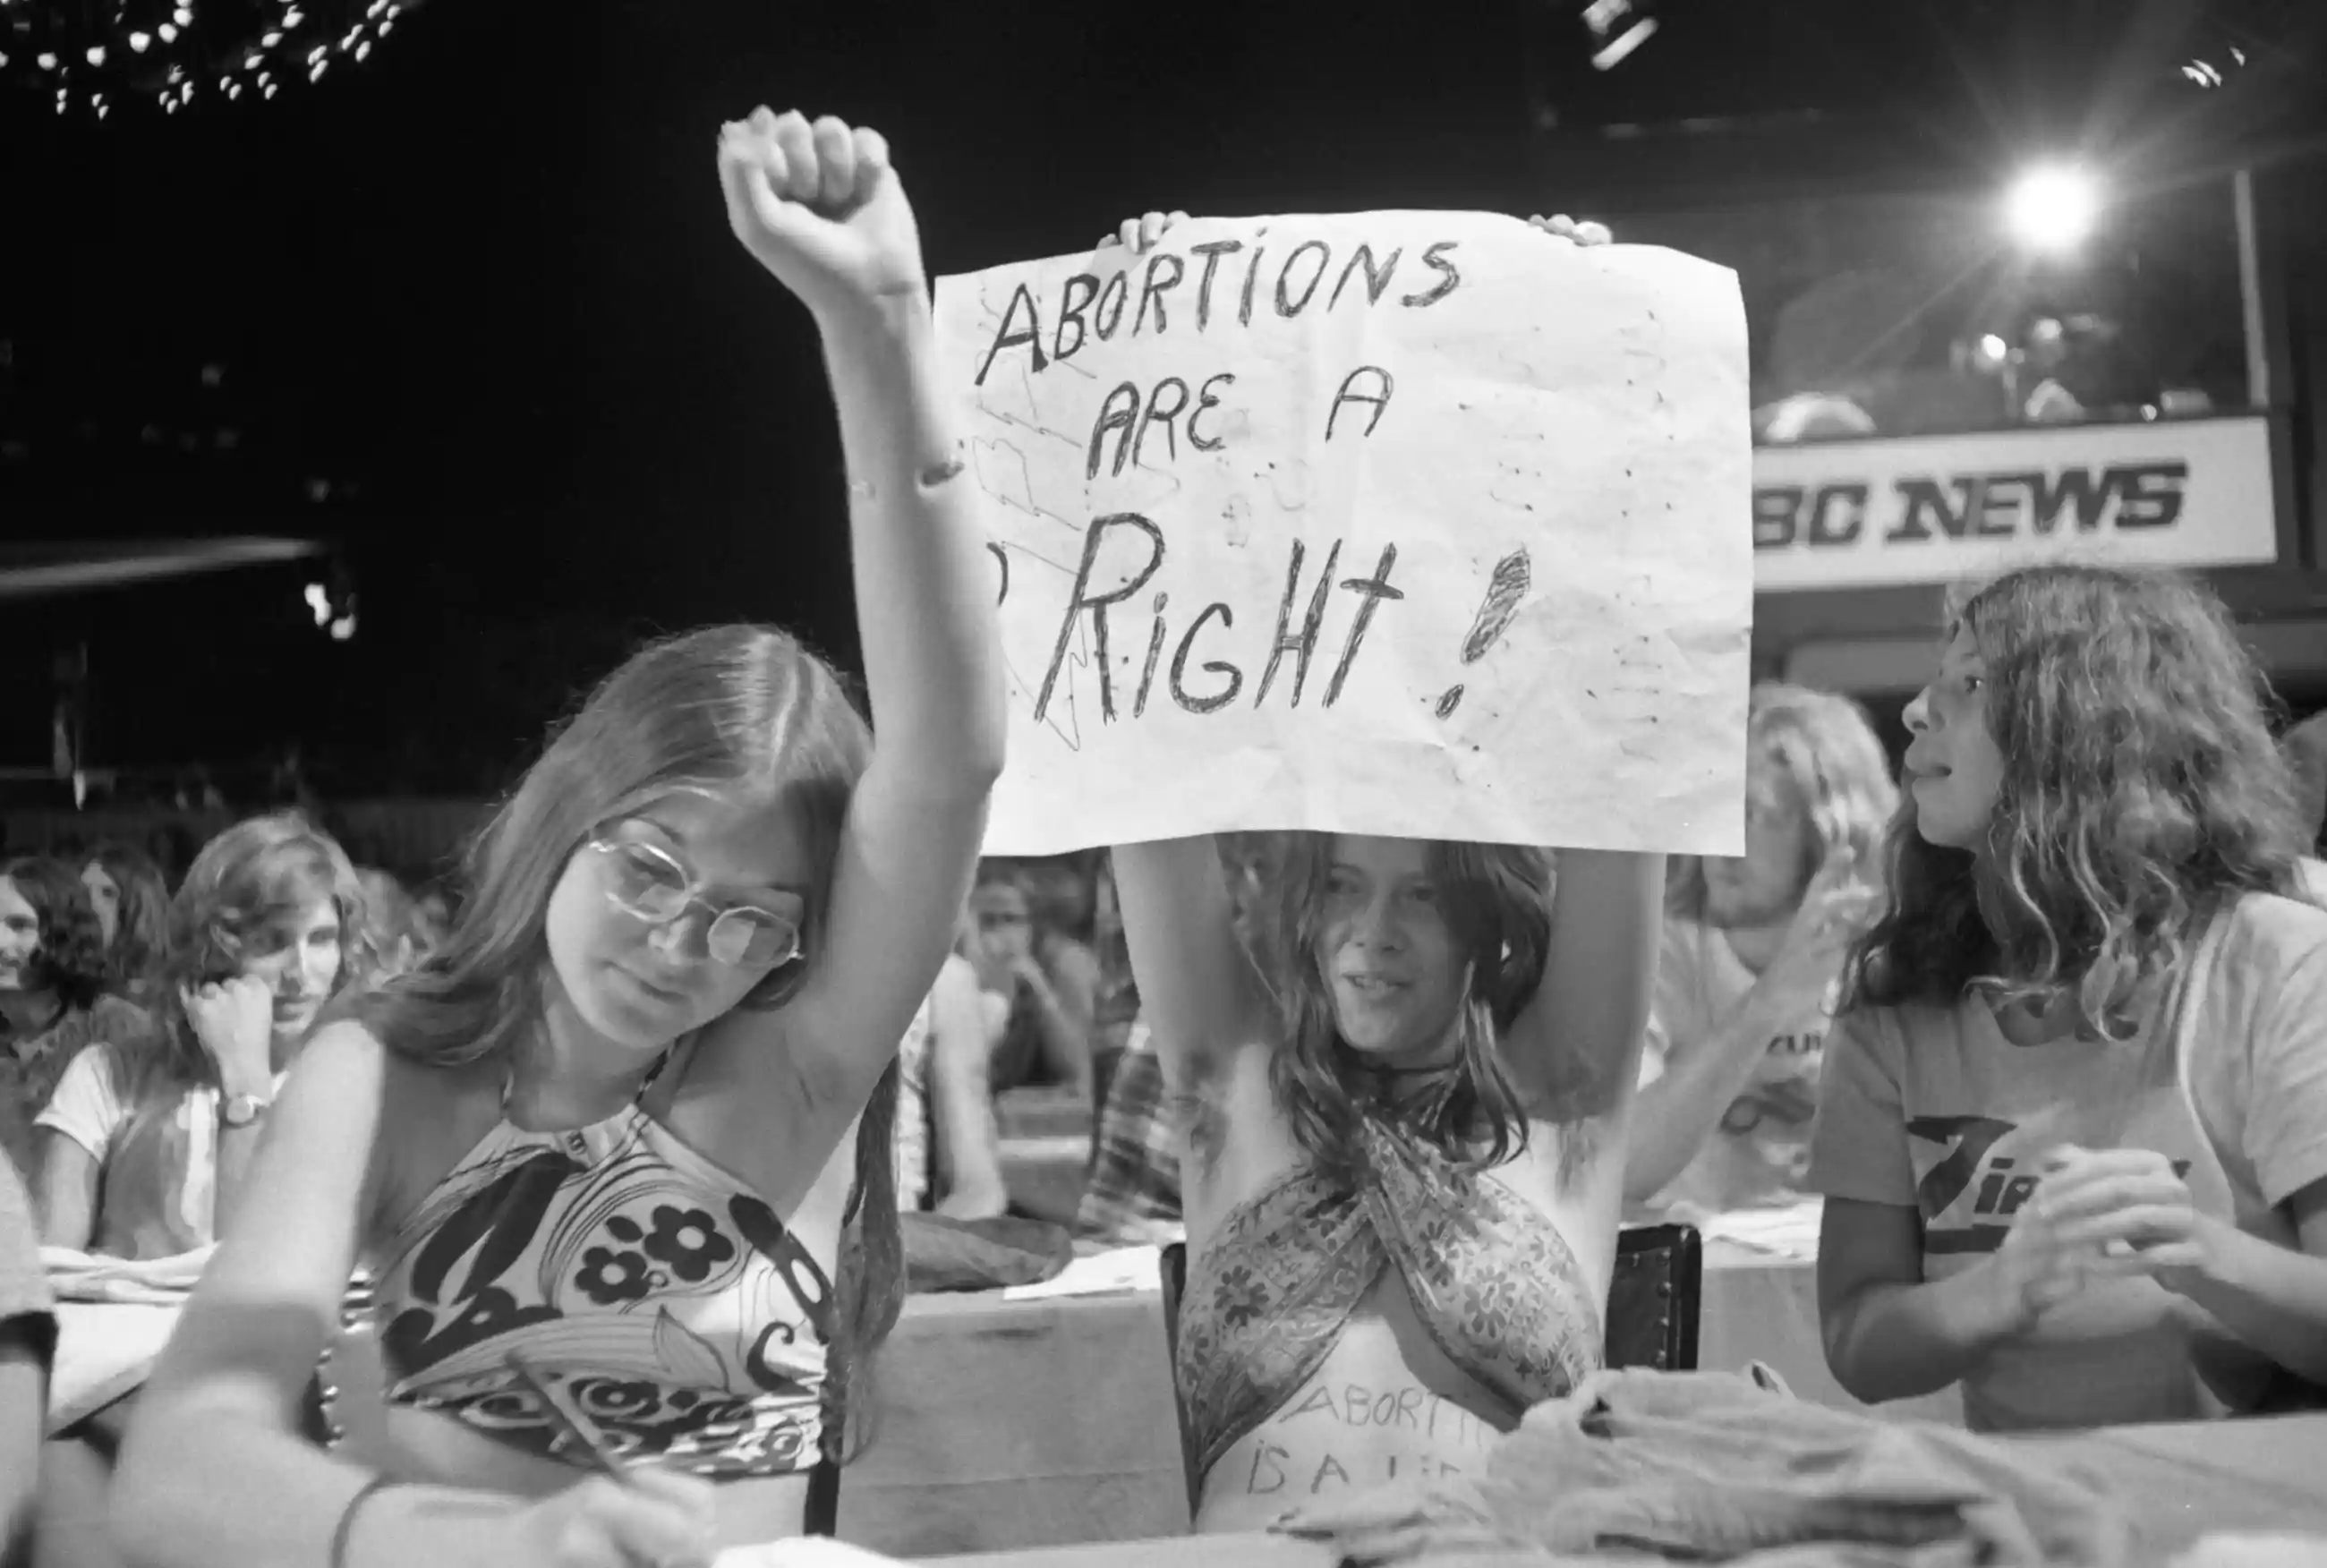 ABORTiONS
ARE A
RiGHt!
BC NEWS
ABORTI
iS A